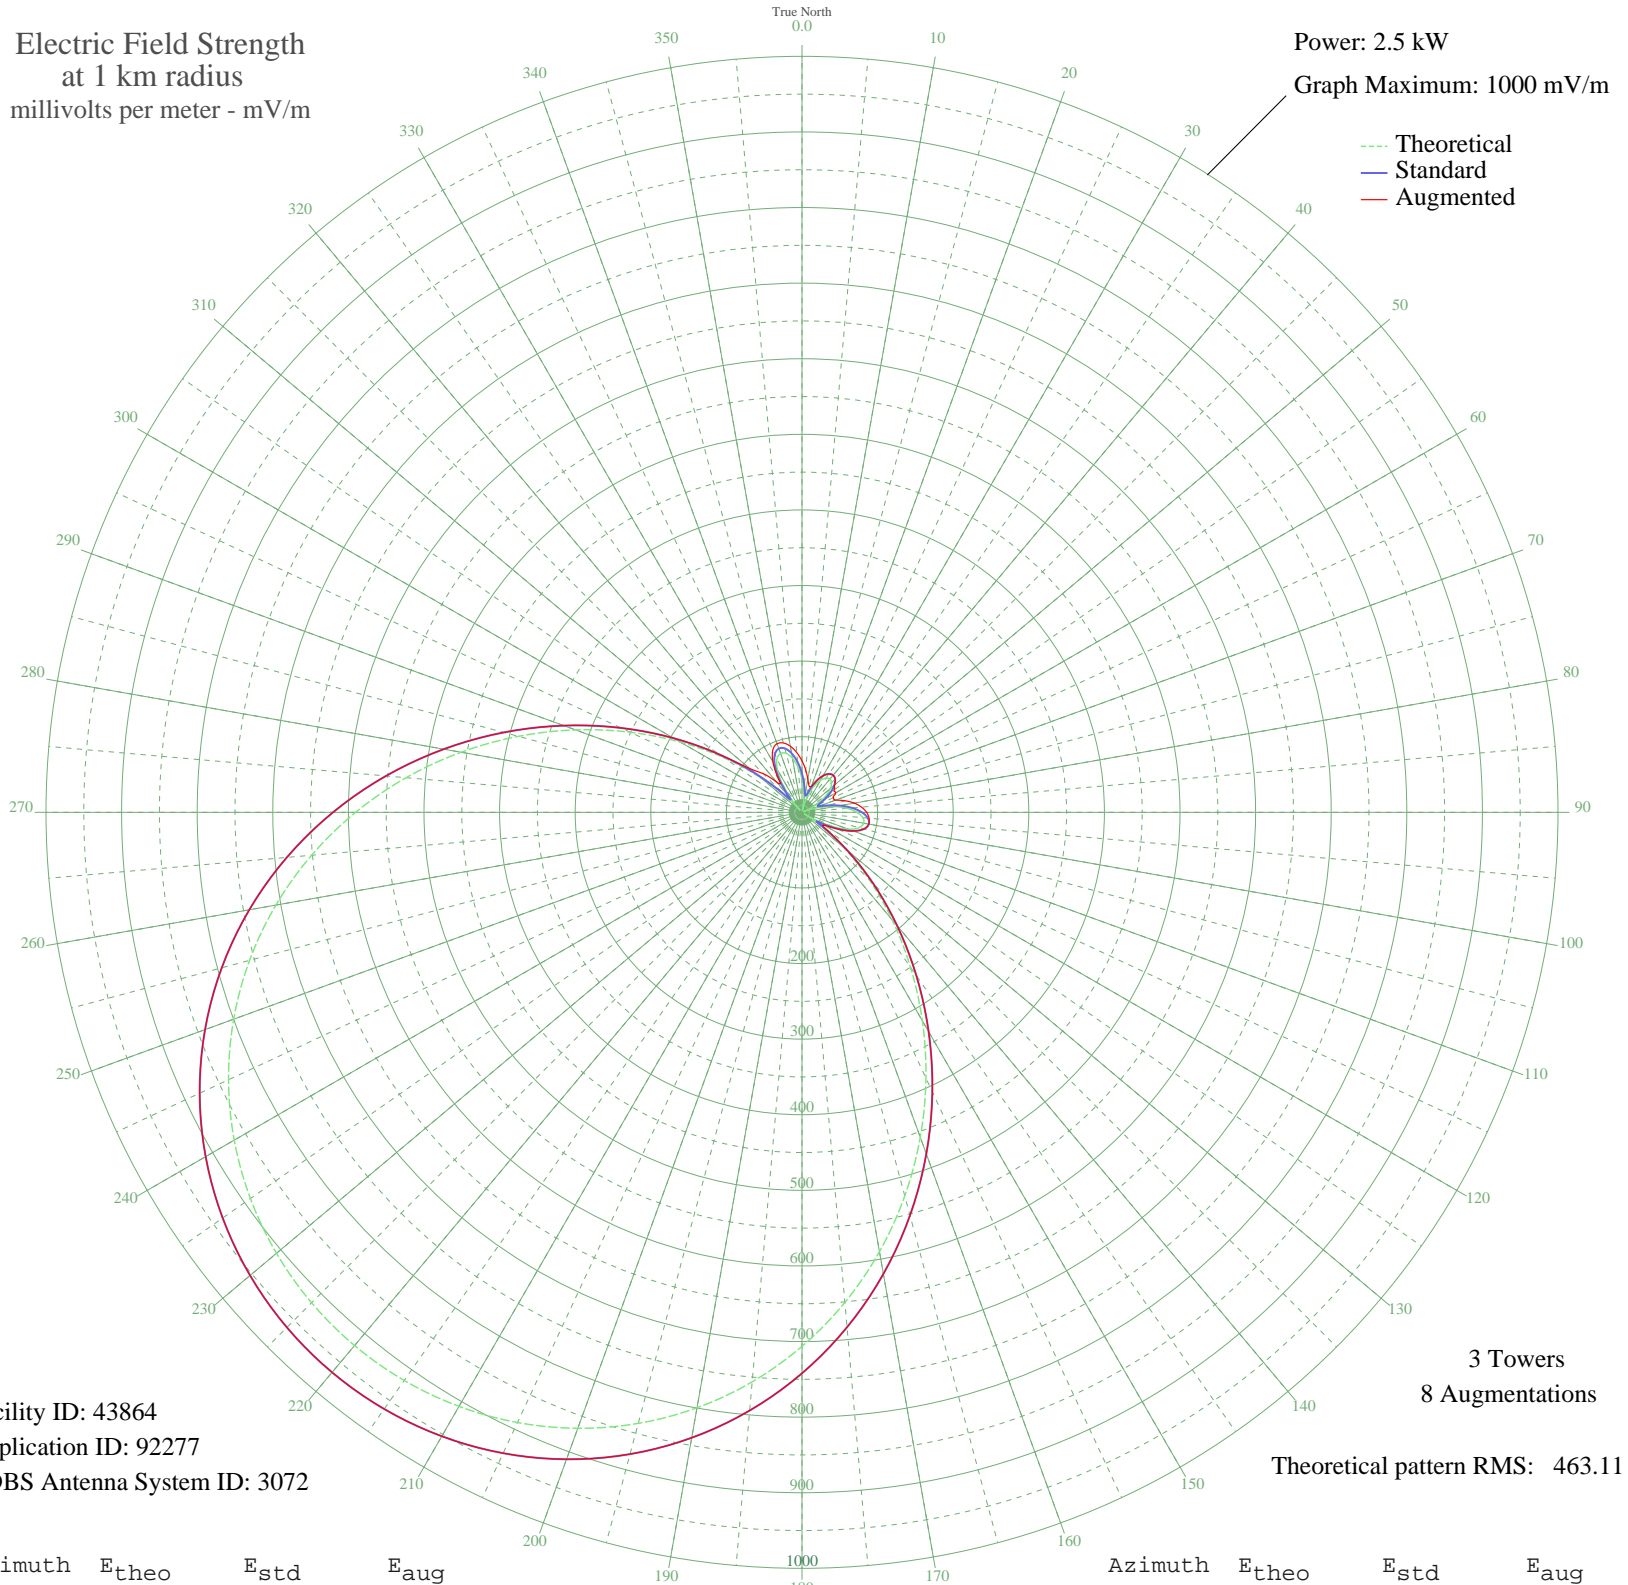 True North
Electric Field Strength
at 1 km radius
millivolts per meter - mV/m
Power: 2.5 kW
Graph Maximum: 1000 mV/m
Theoretical
Standard
Augmented
0.0
10
20
30
40
50
60
70
80
90
100
110
120
130
140
150
160
170
190
200
210
220
230
240
250
260
270
280
290
300
310
320
330
340
350
200
300
400
500
600
700
800
900
1000
3 Towers
8 Augmentations
Theoretical pattern RMS: 463.11
cility ID: 43864
plication ID: 92277
DBS Antenna System ID: 3072
imuth Etheo Estd Eaug
Azimuth Etheo Estd Eaug